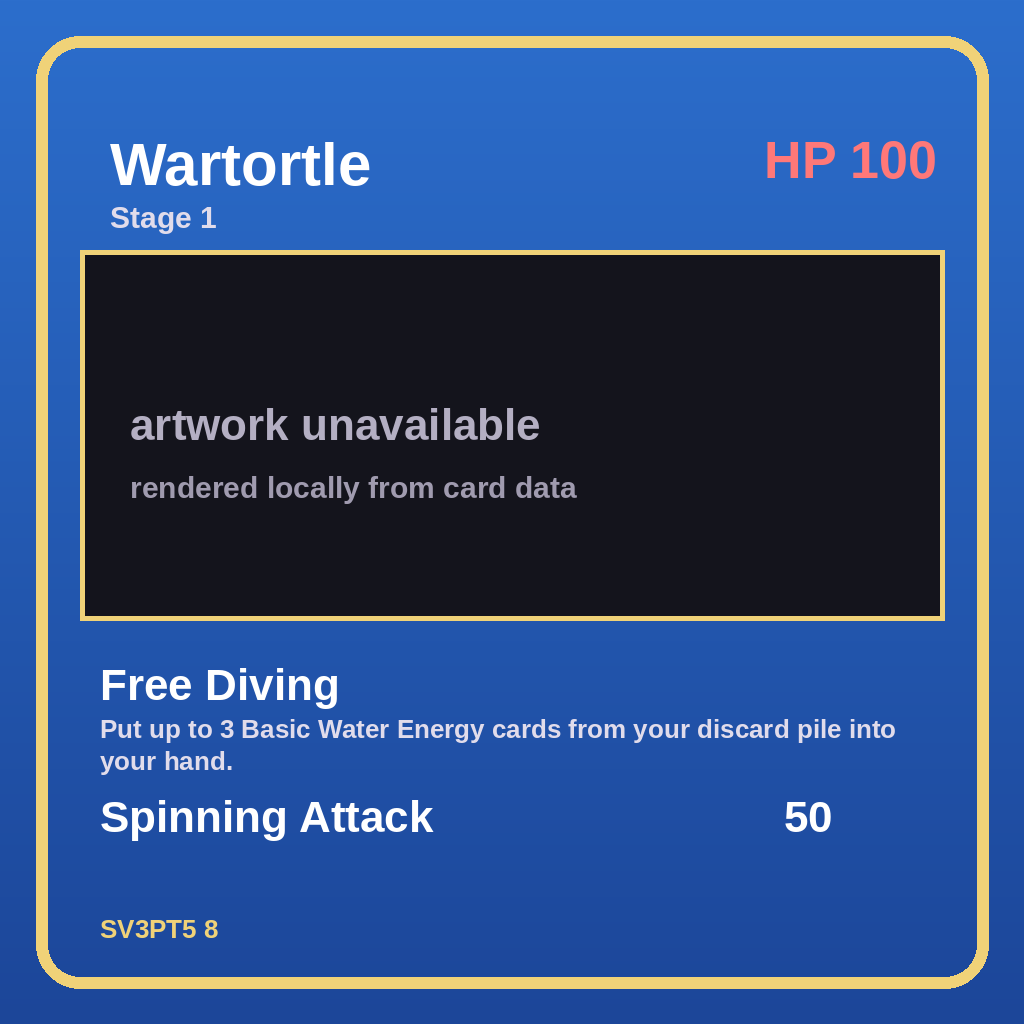 Wartortle
HP 100
Stage 1
artwork unavailable
rendered locally from card data
Free Diving
Put up to 3 Basic Water Energy cards from your discard pile into
your hand.
Spinning Attack
50
SV3PT5 8